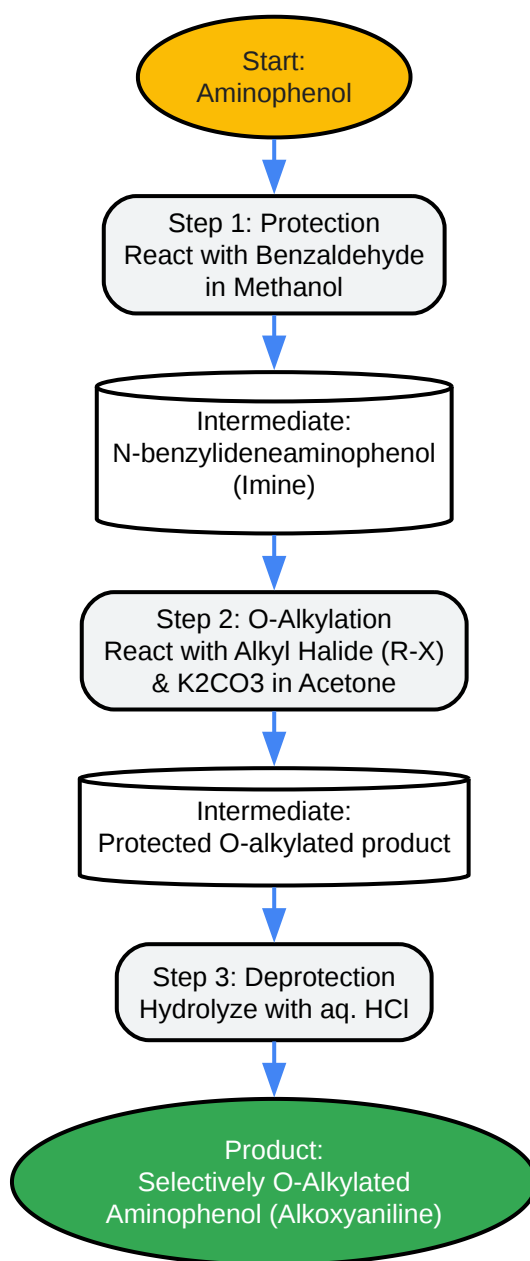 Start:
Aminophenol
Step 1: Protection
React with Benzaldehyde
in Methanol
Intermediate:
N-benzylideneaminophenol
(Imine)
Step 2: O-Alkylation
React with Alkyl Halide (R-X)
& K2CO3 in Acetone
Intermediate:
Protected O-alkylated product
Step 3: Deprotection
Hydrolyze with aq. HCl
Product:
Selectively O-Alkylated
Aminophenol (Alkoxyaniline)